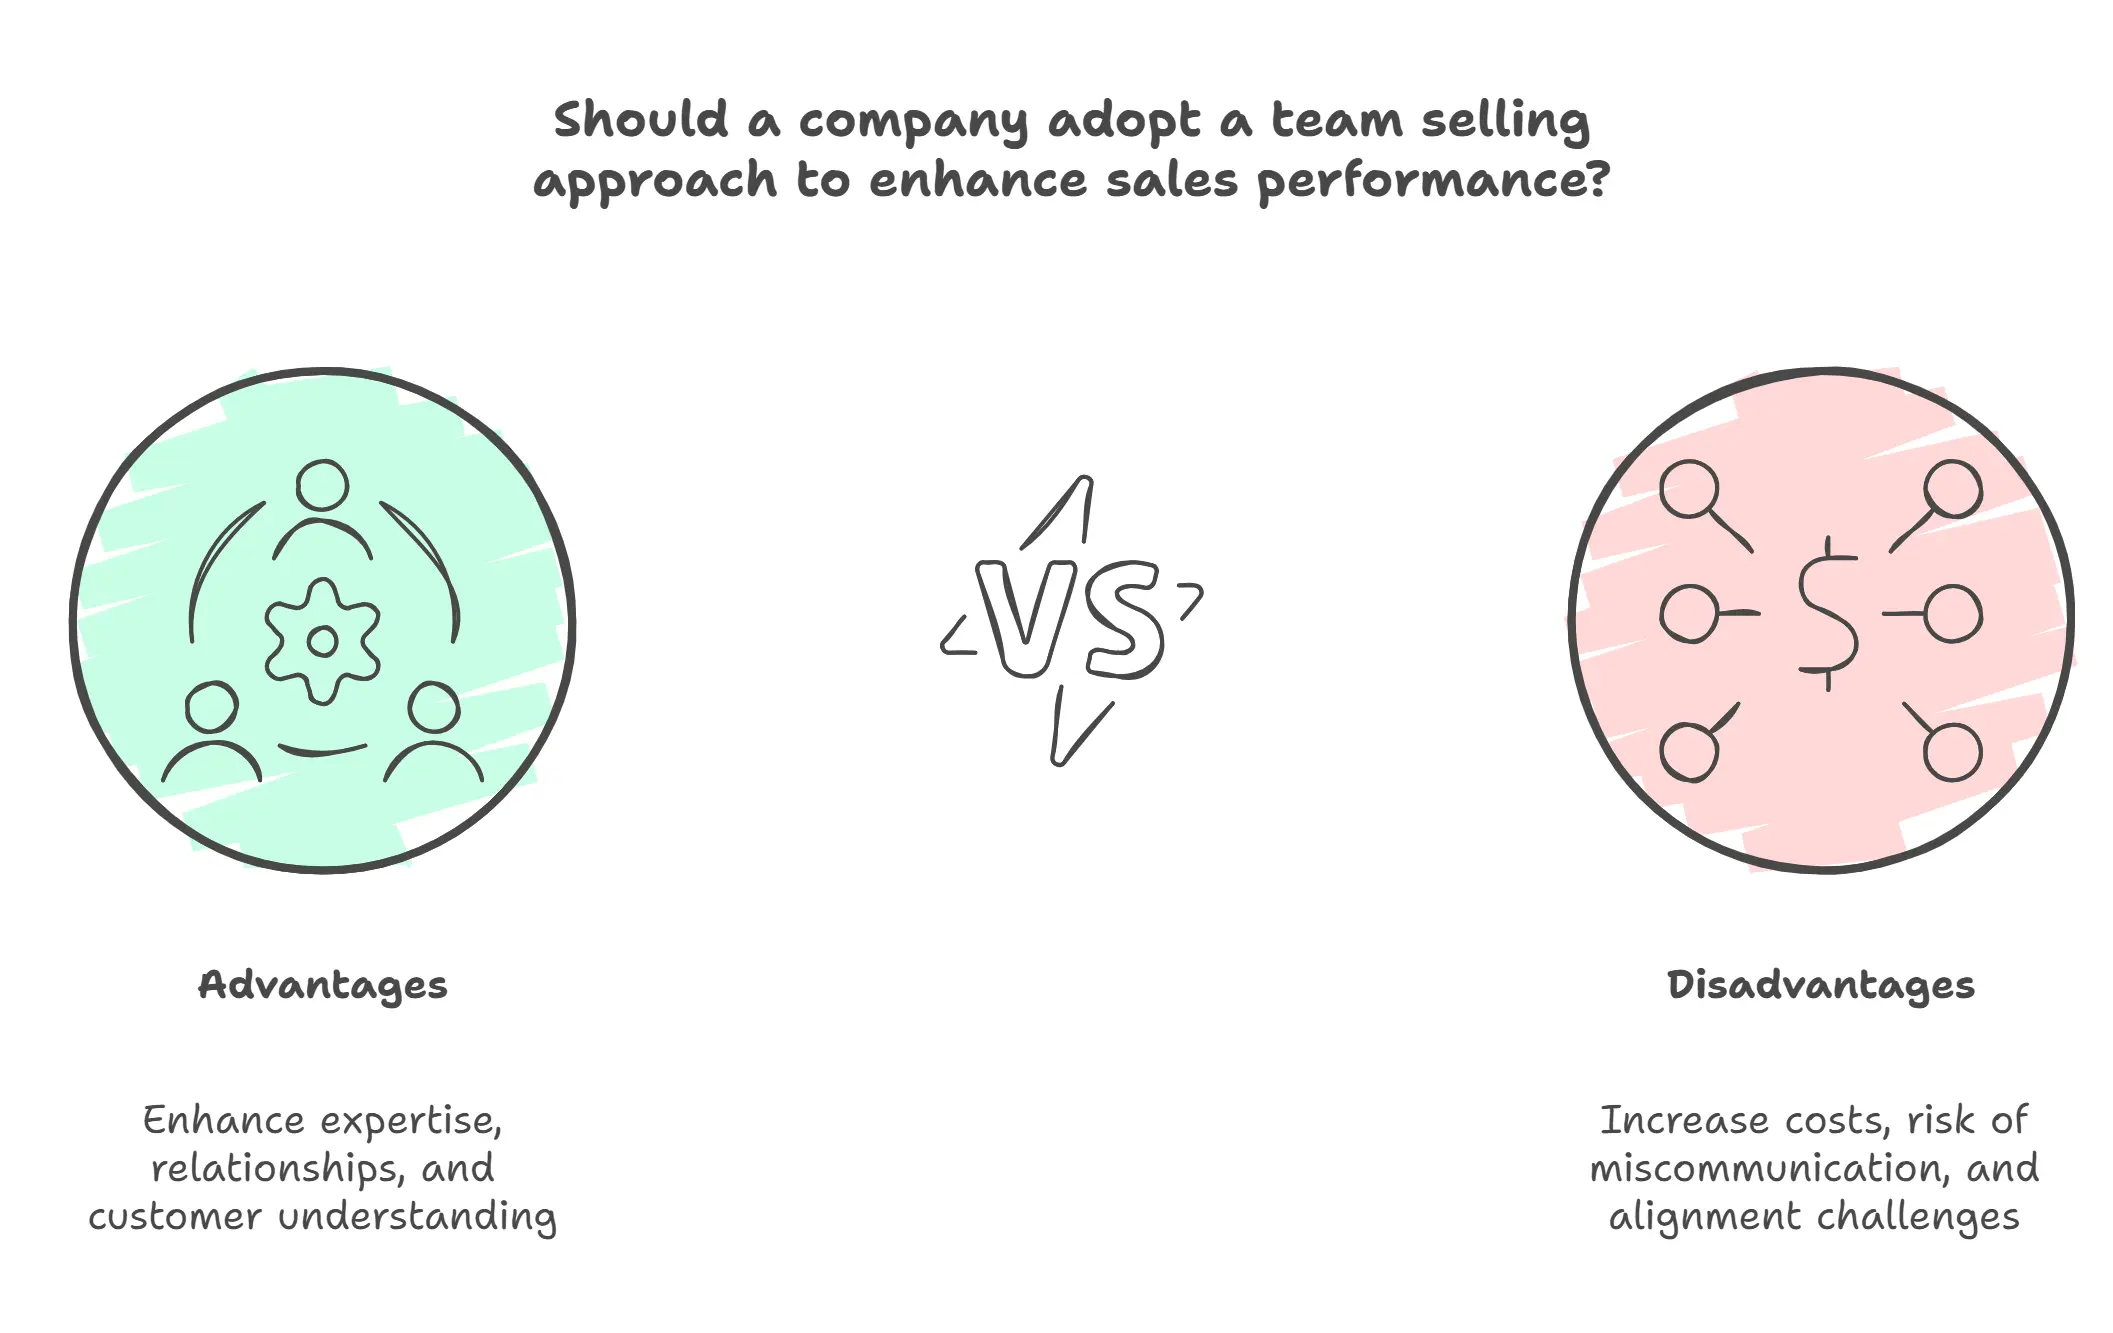 Should a company adopt a team selling
approach to enhance sales performance?
VS
Advantages
Enhance expertise,
relationships, and
customer understanding
Disadvantages
Increase costs, risk of
miscommunication, and
alignment challenges